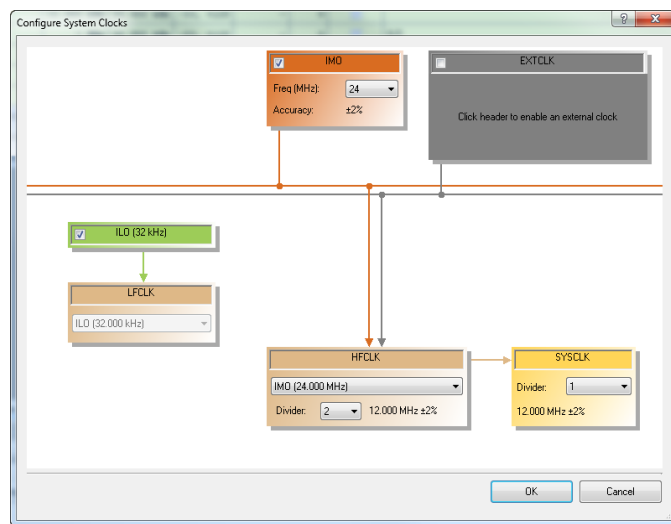 Configure System Clocks
IMO
Freq (MHz): 24
Accuracy: ±2%
EXTCLK
Click header to enable an external clock
ILO (32 kHz)
LFCLK
ILO (32.000 kHz)
HFCLK
IMO (24.000 MHz)
Divider: 2 12.000 MHz ±2%
SYSCLK
Divider: 1
12.000 MHz ±2%
OK Cancel